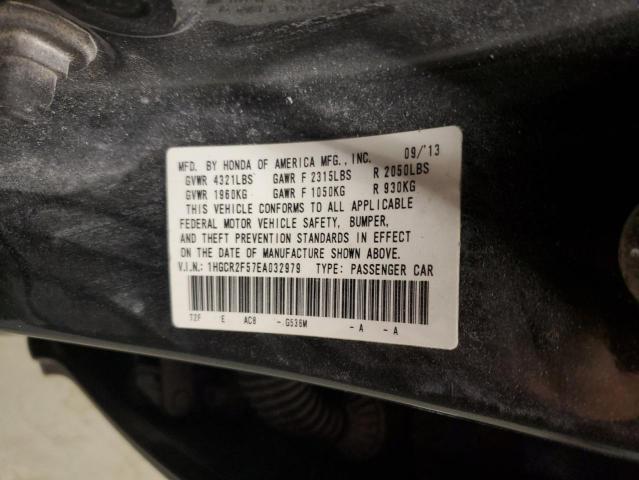 MFD. BY HONDA OF AMERICA MFG., INC. 09/'13
GVWR 4321LBS GAWR F 2315LBS R 2050LBS
GVWR 1960KG GAWR F 1050KG R 930KG
THIS VEHICLE CONFORMS TO ALL APPLICABLE
FEDERAL MOTOR VEHICLE SAFETY, BUMPER,
AND THEFT PREVENTION STANDARDS IN EFFECT
ON THE DATE OF MANUFACTURE SHOWN ABOVE.
V.I.N.: 1HGCR2F57EA032979 TYPE: PASSENGER CAR
T2F E AC8 - G536M - A - A